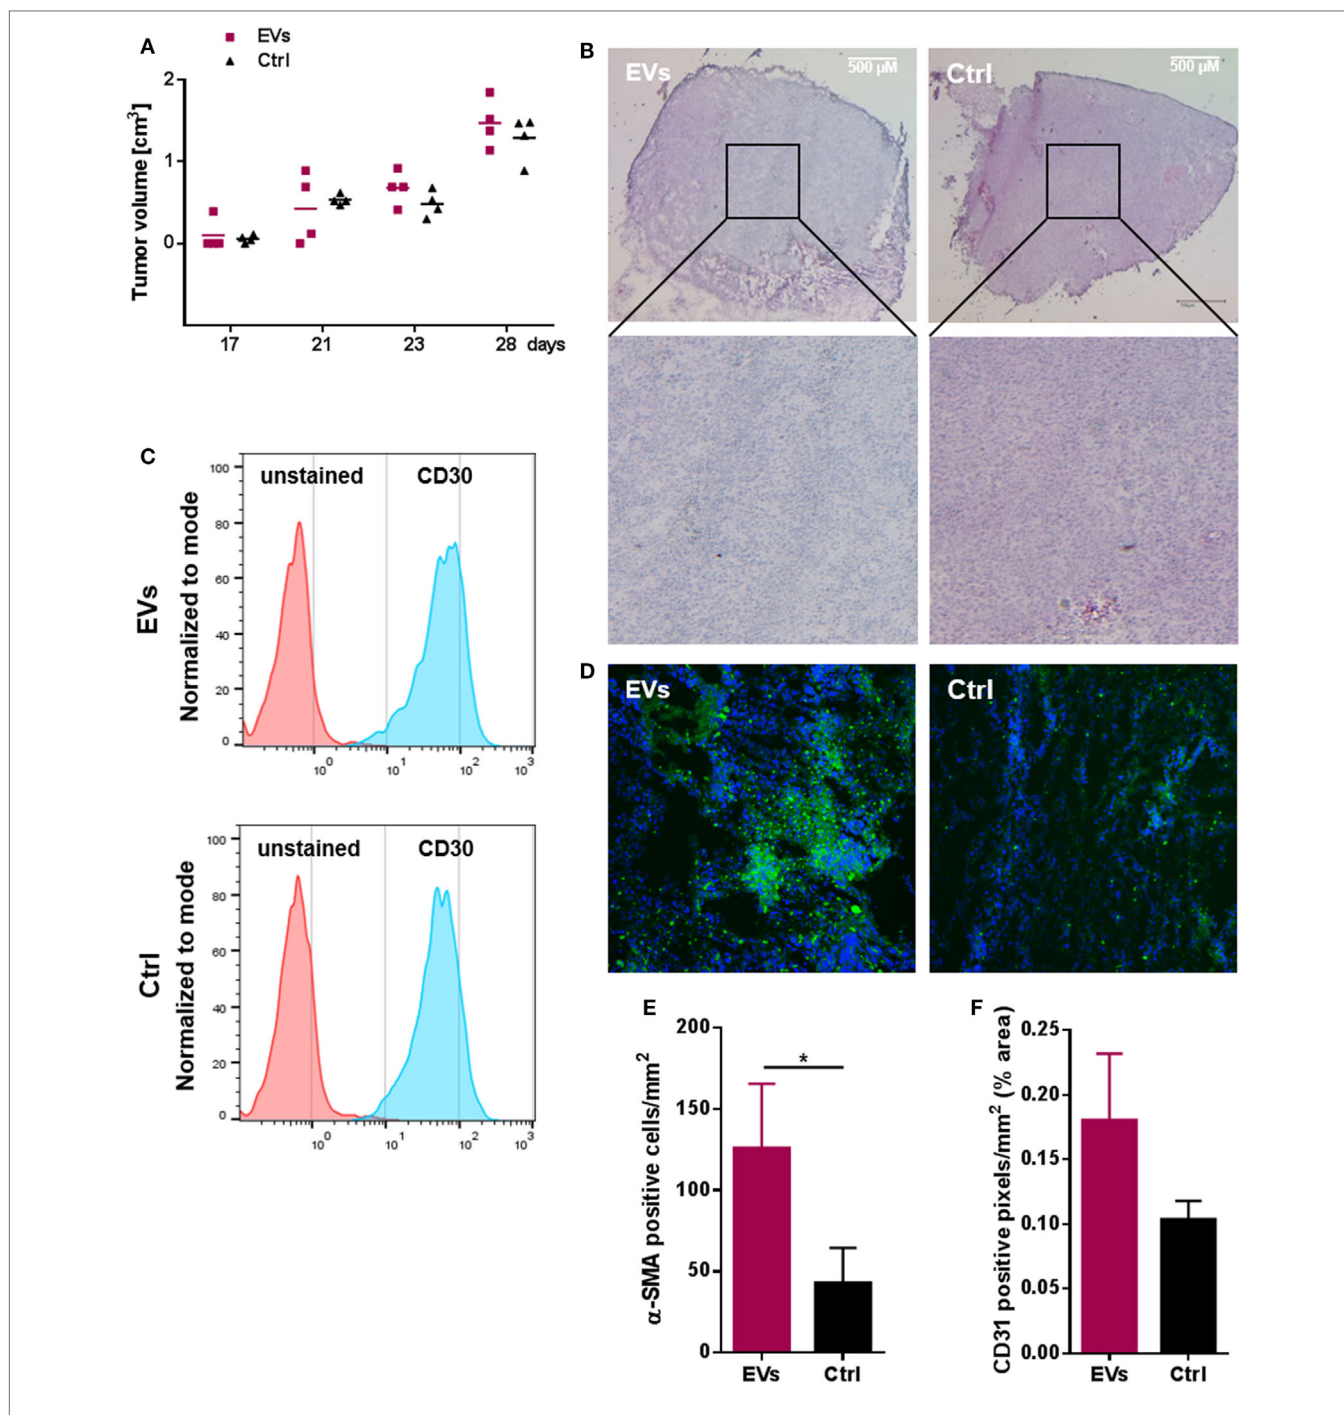 A
EVs
Ctrl
Tumor volume [cm³]
2
1
0
17 21 23 28 days
B
EVs
500 µM
Ctrl
500 µM
C
EVs
Normalized to mode
unstained CD30
100
80
60
40
20
0
10⁰ 10¹ 10² 10³
Ctrl
Normalized to mode
unstained CD30
100
80
60
40
20
0
10⁰ 10¹ 10² 10³
D
EVs
Ctrl
E
α-SMA positive cells/mm²
200
150
100
50
0
*
EVs Ctrl
F
CD31 positive pixels/mm² (% area)
0.25
0.20
0.15
0.10
0.05
0.00
EVs Ctrl